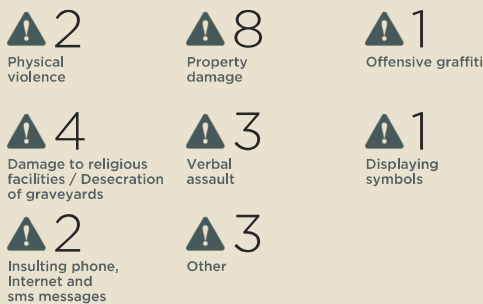 2
Physical
violence
8
Property
damage
1
Offensive graffiti
4
Damage to religious
facilities / Desecration
of graveyards
3
Verbal
assault
1
Displaying
symbols
2
Insulting phone,
Internet and
sms messages
3
Other